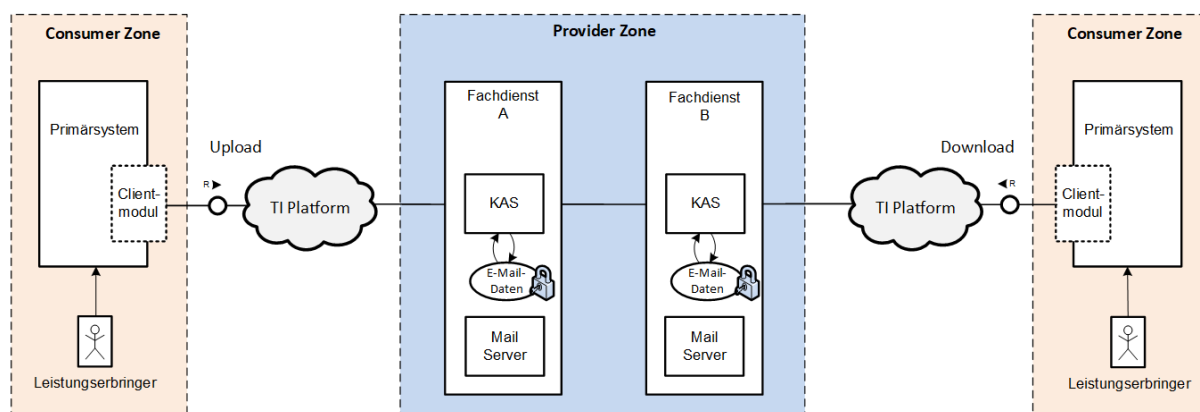 Consumer Zone
Primärsystem
Client-
modul
Leistungserbringer
Upload
R
TI Platform
Provider Zone
Fachdienst
A
KAS
E-Mail-
Daten
Mail
Server
Fachdienst
B
KAS
E-Mail-
Daten
Mail
Server
Download
R
TI Platform
Consumer Zone
Primärsystem
Client-
modul
Leistungserbringer